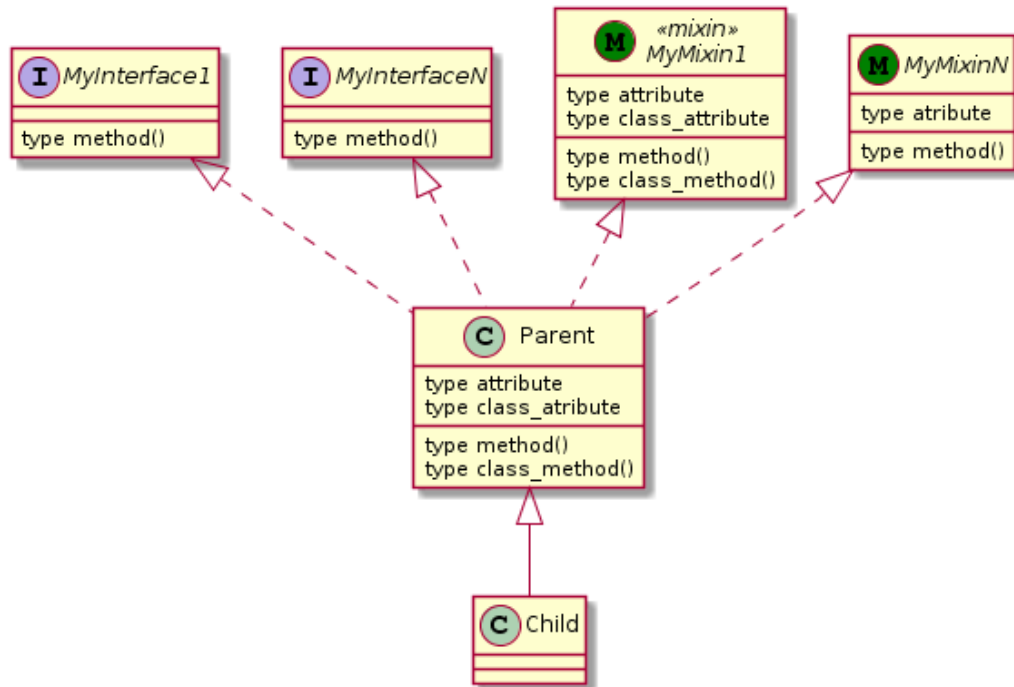 I MyInterface1
type method()
I MyInterfaceN
type method()
M «mixin»
MyMixin1
type attribute
type class_attribute
type method()
type class_method()
M MyMixinN
type atribute
type method()
C Parent
type attribute
type class_atribute
type method()
type class_method()
C Child